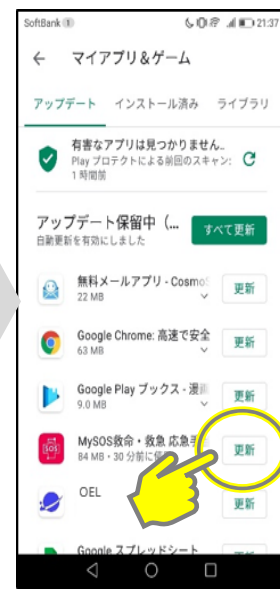 SoftBank ① 21:37
マイアプリ&ゲーム
アップデート インストール済み ライブラリ
有害なアプリは見つかりません。
Play プロテクトによる前回のスキャン:
1 時間前
アップデート保留中（... すべて更新
自動更新を有効にしました
無料メールアプリ - Cosmo
22 MB 更新
Google Chrome: 高速で安全
63 MB 更新
Google Play ブックス - 漫
9.0 MB 更新
MySOS救命・救急 応急手
84 MB・30 分前に 更新
OEL
更新
Google スプレッドシート